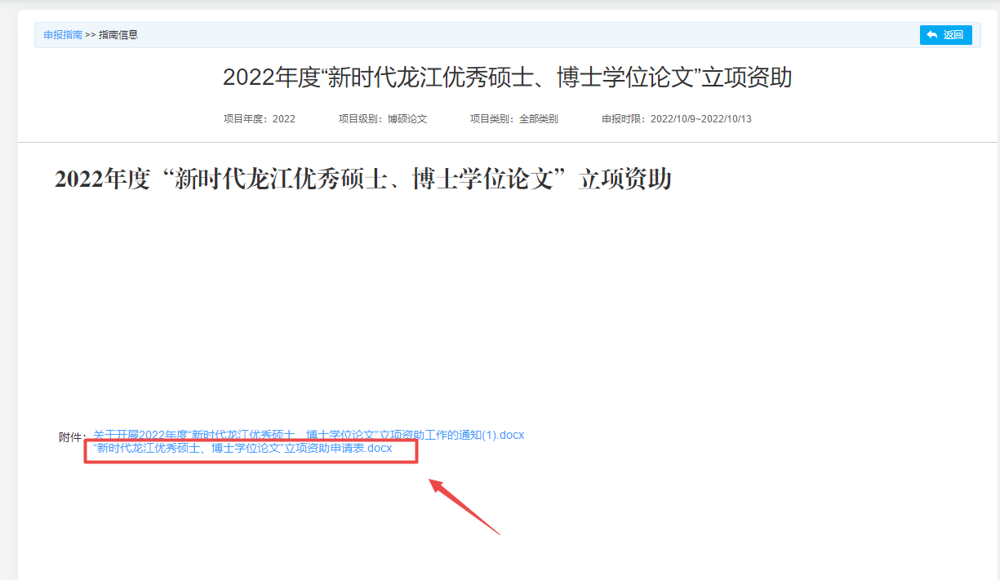 申报指南 >> 指南信息
返回
2022年度“新时代龙江优秀硕士、博士学位论文”立项资助
项目年度：2022 项目级别：博硕论文 项目类别：全部类别 申报时限：2022/10/9~2022/10/13
2022年度“新时代龙江优秀硕士、博士学位论文”立项资助
附件：关于开展2022年度“新时代龙江优秀硕士、博士学位论文”立项资助工作的通知(1).docx
“新时代龙江优秀硕士、博士学位论文”立项资助申请表.docx